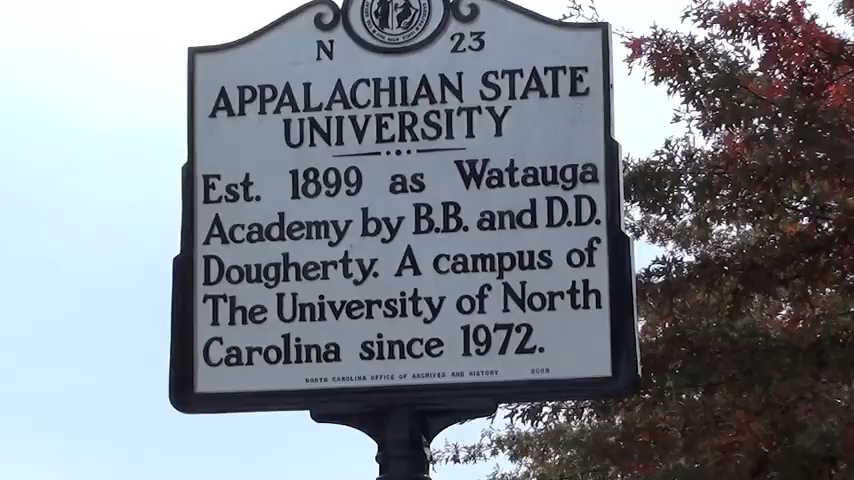 N 23
APPALACHIAN STATE
UNIVERSITY
Est. 1899 as Watauga
Academy by B.B. and D.D.
Dougherty. A campus of
The University of North
Carolina since 1972.
NORTH CAROLINA OFFICE OF ARCHIVES AND HISTORY 2009